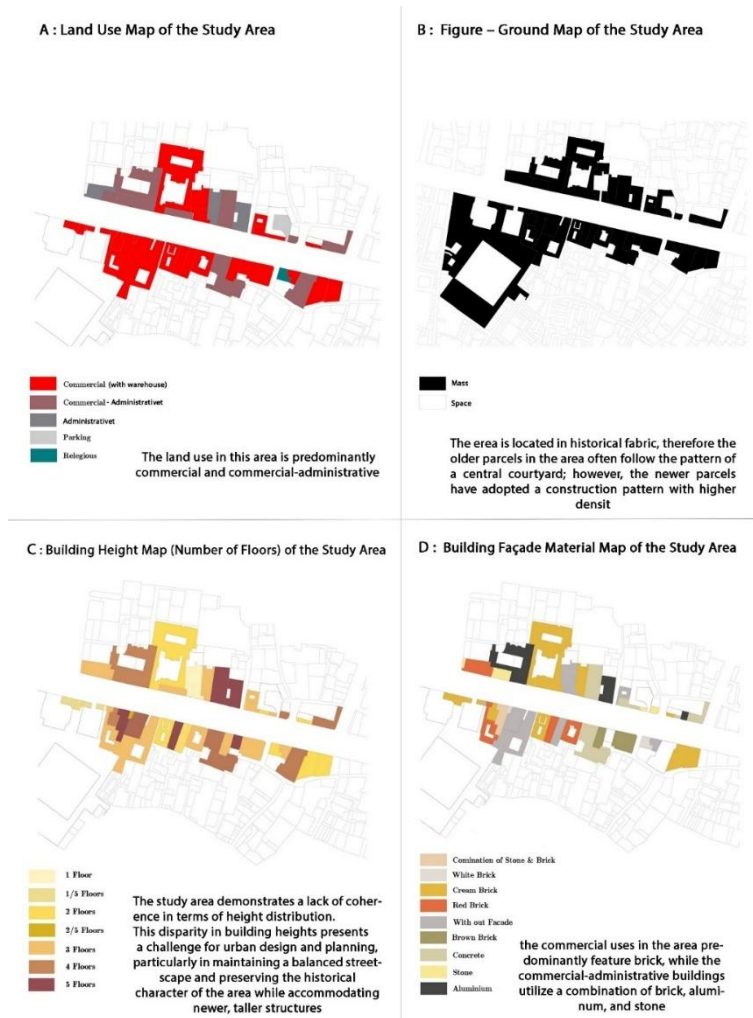 A : Land Use Map of the Study Area
Commercial (with warehouse)
Commercial - Administrativet
Administrativet
Parking
Relegious
The land use in this area is predominantly
commercial and commercial-administrative
B : Figure – Ground Map of the Study Area
Mass
Space
The erea is located in historical fabric, therefore the
older parcels in the area often follow the pattern of
a central courtyard; however, the newer parcels
have adopted a construction pattern with higher
densit
C : Building Height Map (Number of Floors) of the Study Area
1 Floor
1/5 Floors
2 Floors
2/5 Floors
3 Floors
4 Floors
5 Floors
The study area demonstrates a lack of coher-
ence in terms of height distribution.
This disparity in building heights presents
a challenge for urban design and planning,
particularly in maintaining a balanced street-
scape and preserving the historical
character of the area while accommodating
newer, taller structures
D : Building Façade Material Map of the Study Area
Comination of Stone & Brick
White Brick
Cream Brick
Red Brick
With out Facade
Brown Brick
Concrete
Stone
Aluminium
the commercial uses in the area pre-
dominantly feature brick, while the
commercial-administrative buildings
utilize a combination of brick, alumi-
num, and stone